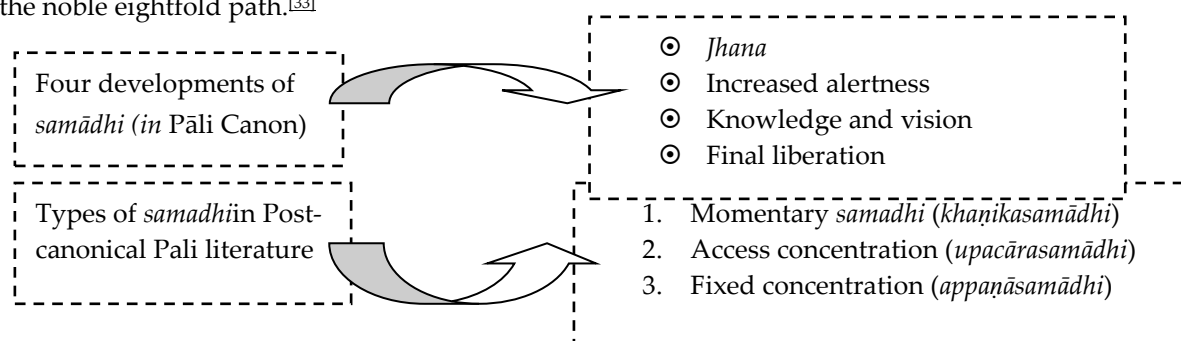 the noble eightfold path.[33]
Four developments of
samādhi (in Pāli Canon)
⦿ Jhana
⦿ Increased alertness
⦿ Knowledge and vision
⦿ Final liberation
Types of samadhiin Post-
canonical Pali literature
1. Momentary samadhi (khaṇikasamādhi)
2. Access concentration (upacārasamādhi)
3. Fixed concentration (appaṇāsamādhi)